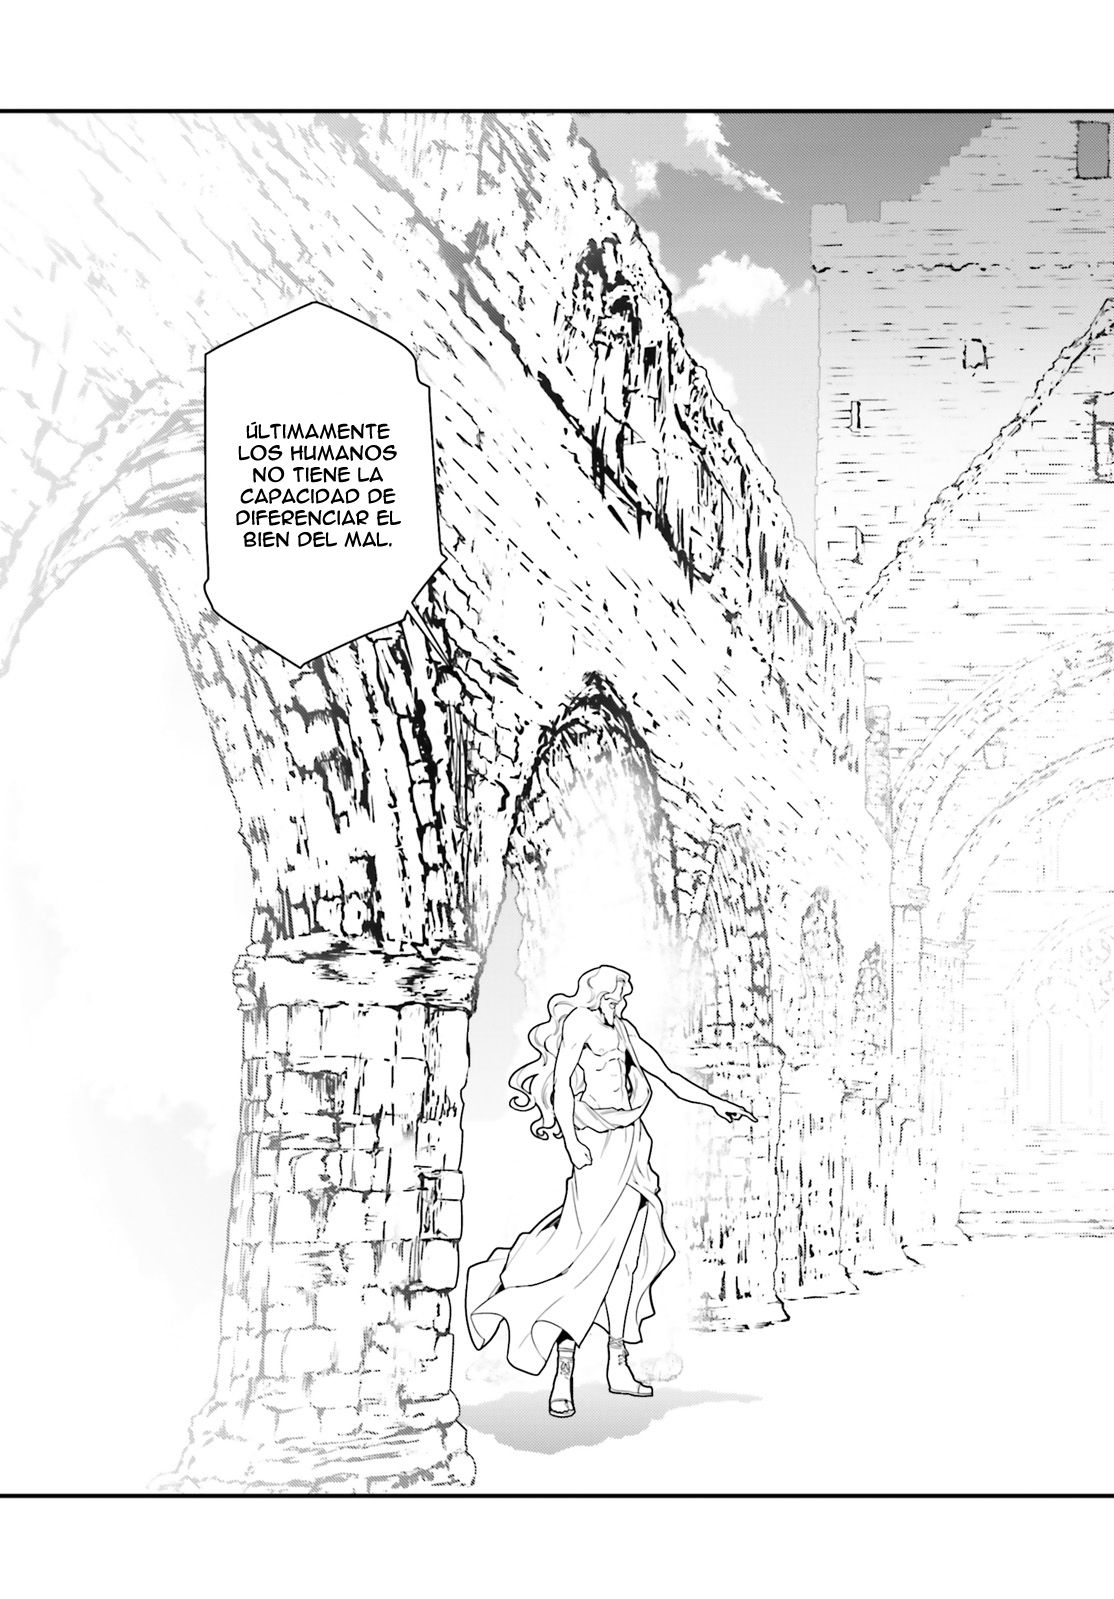 ÚLTIMAMENTE
LOS HUMANOS
NO TIENE LA
CAPACIDAD DE
DIFERENCIAR EL
BIEN DEL MAL.